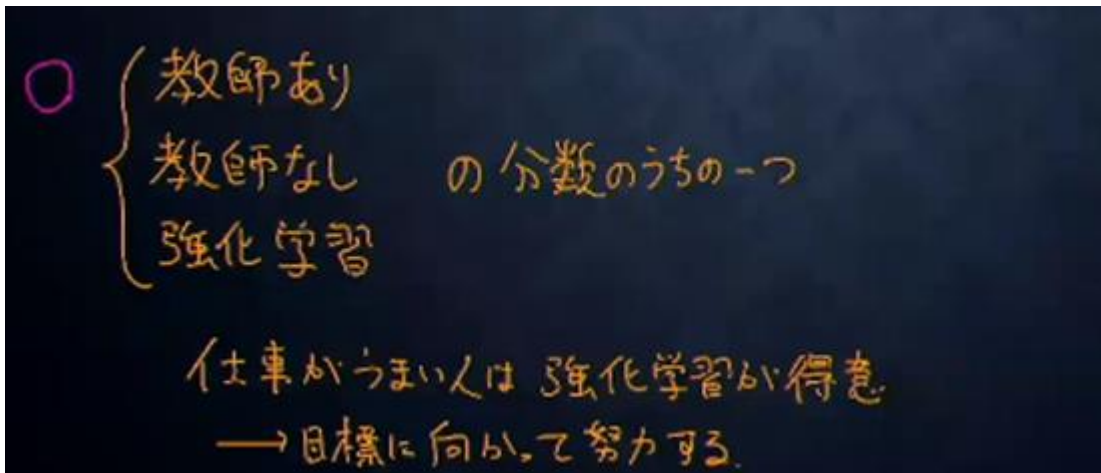 教師あり
教師なし の分数のうちの一つ
強化学習
仕事がうまい人は 強化学習が得意
→目標に向かって努力する.